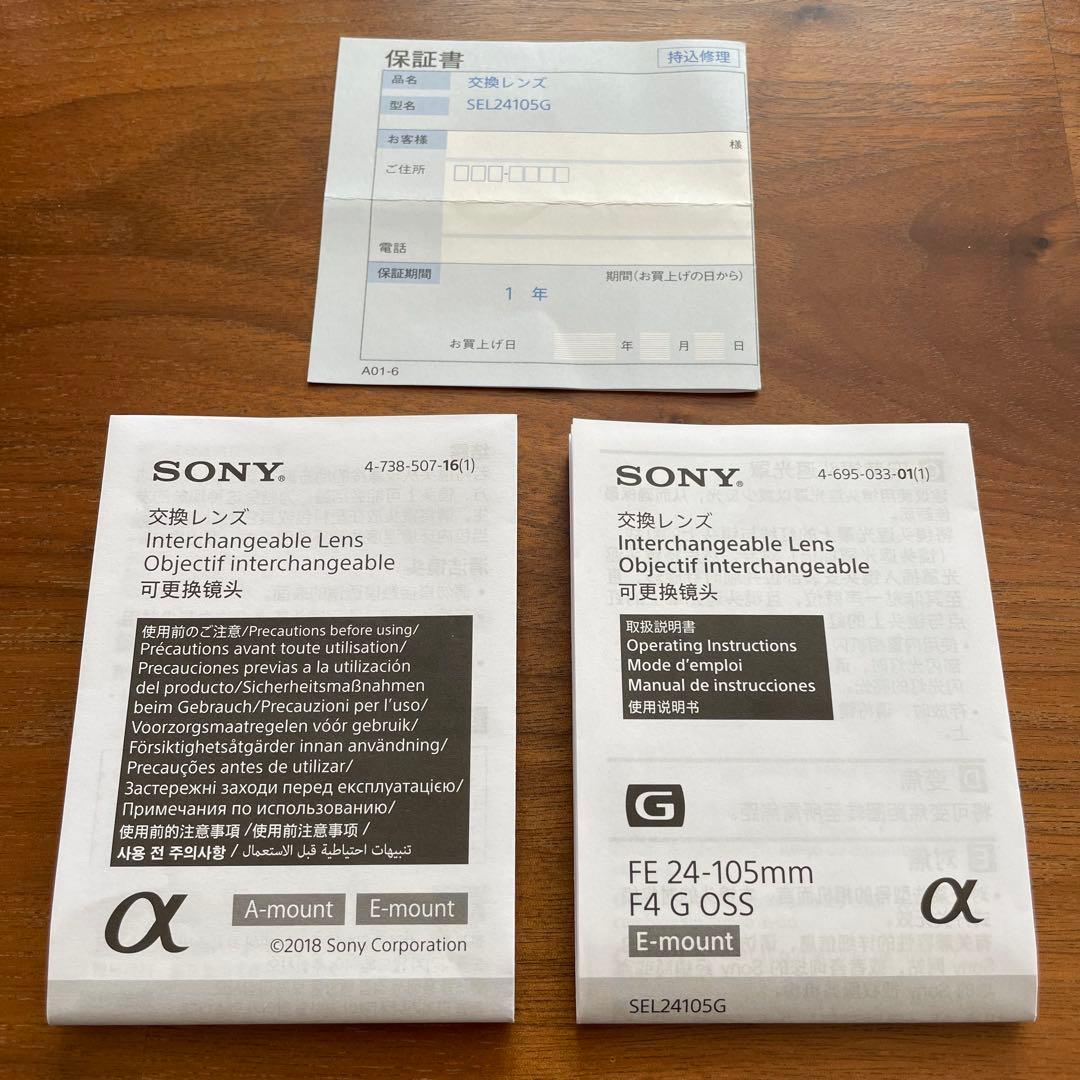 保証書
持込修理
品名 交換レンズ
型名 SEL24105G
お客様 様
ご住所
電話
保証期間 期間(お買上げの日から)
1 年
お買上げ日 年 月 日
A01-6
SONY® 4-738-507-16(1)
交換レンズ
Interchangeable Lens
Objectif interchangeable
可更换镜头
使用前のご注意/Precautions before using/
Précautions avant toute utilisation/
Precauciones previas a la utilización
del producto/Sicherheitsmaßnahmen
beim Gebrauch/Precauzioni per l'uso/
Voorzorgsmaatregelen vóór gebruik/
Försiktighetsåtgärder innan användning/
Precauções antes de utilizar/
Застережні заходи перед експлуатацією/
Примечания по использованию/
使用前的注意事項 /使用前注意事项 /
사용 전 주의사항 / تنبيهات احتياطية قبل الاستعمال
α A-mount E-mount
©2018 Sony Corporation
SONY® 4-695-033-01(1)
交換レンズ
Interchangeable Lens
Objectif interchangeable
可更换镜头
取扱説明書
Operating Instructions
Mode d'emploi
Manual de instrucciones
使用说明书
G
FE 24-105mm
F4 G OSS
α
E-mount
SEL24105G